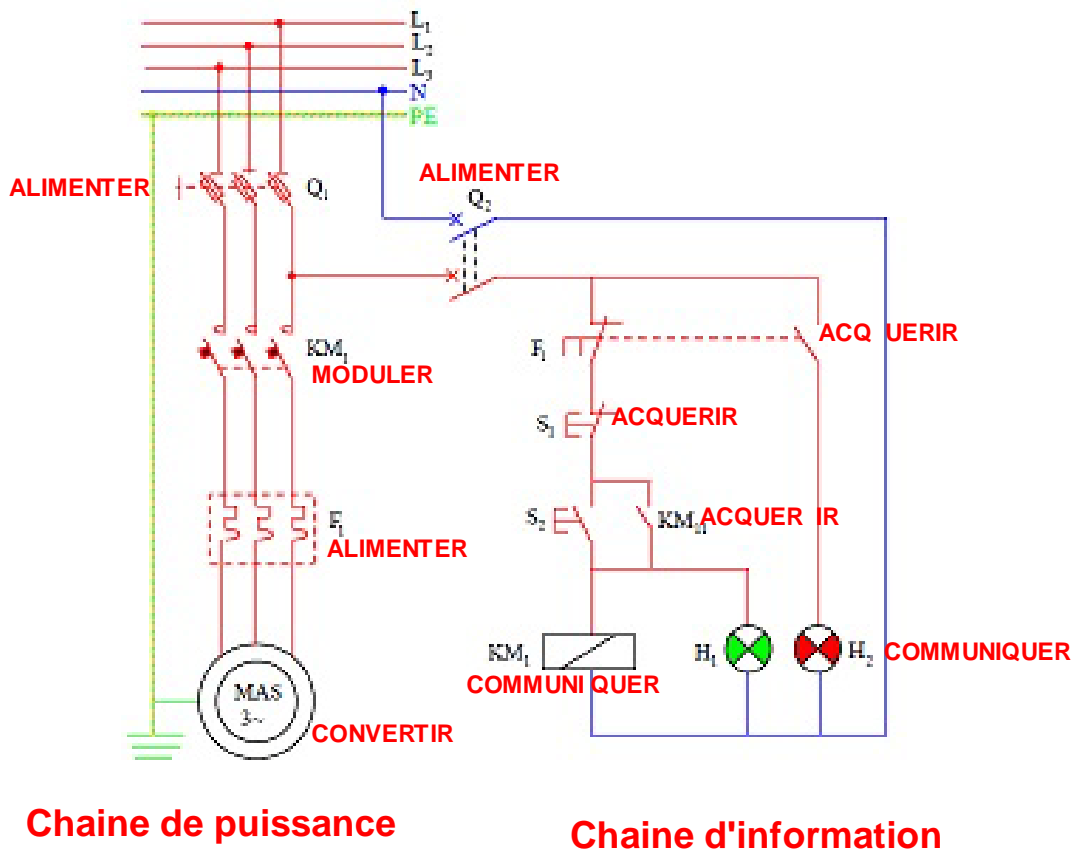 L1
L2
L3
N
PE
ALIMENTER
Q1
ALIMENTER
Q2
KM1
MODULER
F1
ACQ UERIR
S1
ACQUERIR
S2
KM11
ACQUER IR
F1
ALIMENTER
MAS
3~
CONVERTIR
KM1
COMMUNI QUER
H1
H2
COMMUNIQUER
Chaine de puissance
Chaine d'information